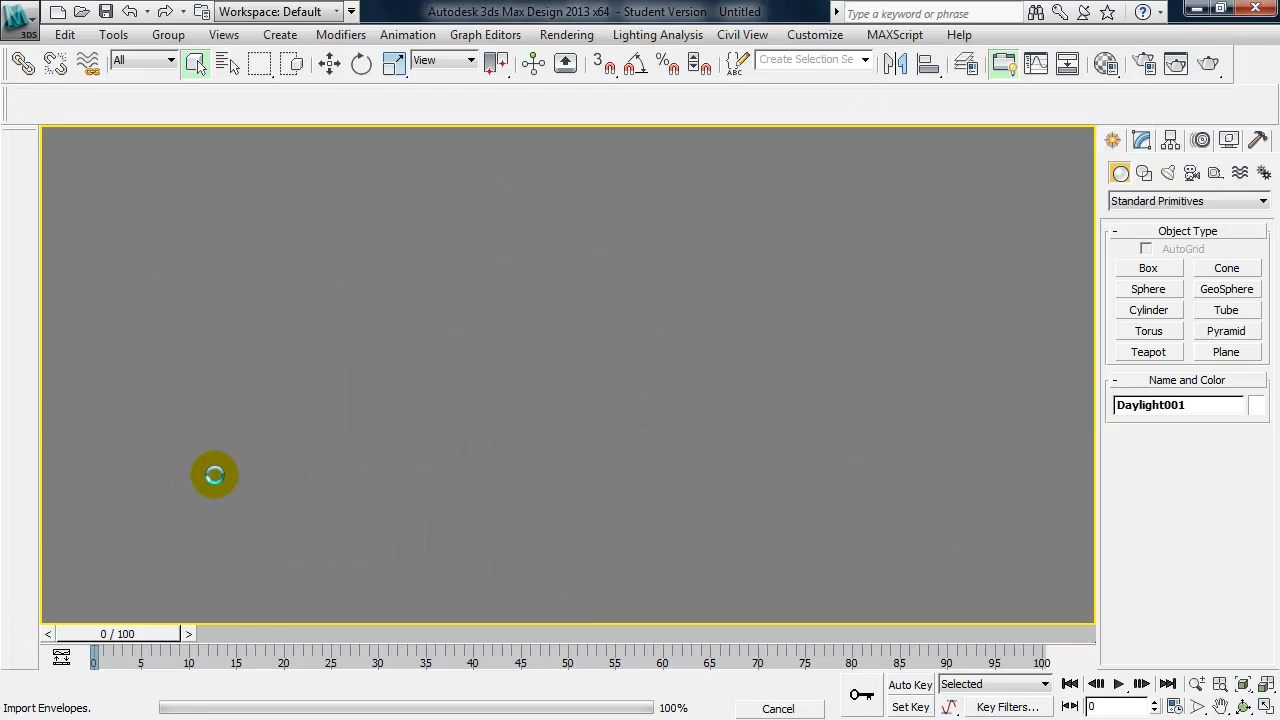 Workspace: Default
Autodesk 3ds Max Design 2013 x64 - Student Version Untitled
Type a keyword or phrase
3DS
Edit Tools Group Views Create Modifiers Animation Graph Editors Rendering Lighting Analysis Civil View Customize MAXScript Help
All
View
3
ABC
Create Selection Se
Standard Primitives
- Object Type
AutoGrid
Box Cone
Sphere GeoSphere
Cylinder Tube
Torus Pyramid
Teapot Plane
- Name and Color
Daylight001
< 0 / 100 >
0 5 10 15 20 25 30 35 40 45 50 55 60 65 70 75 80 85 90 95 100
Auto Key Selected
Import Envelopes. 100% Cancel Set Key Key Filters... 0